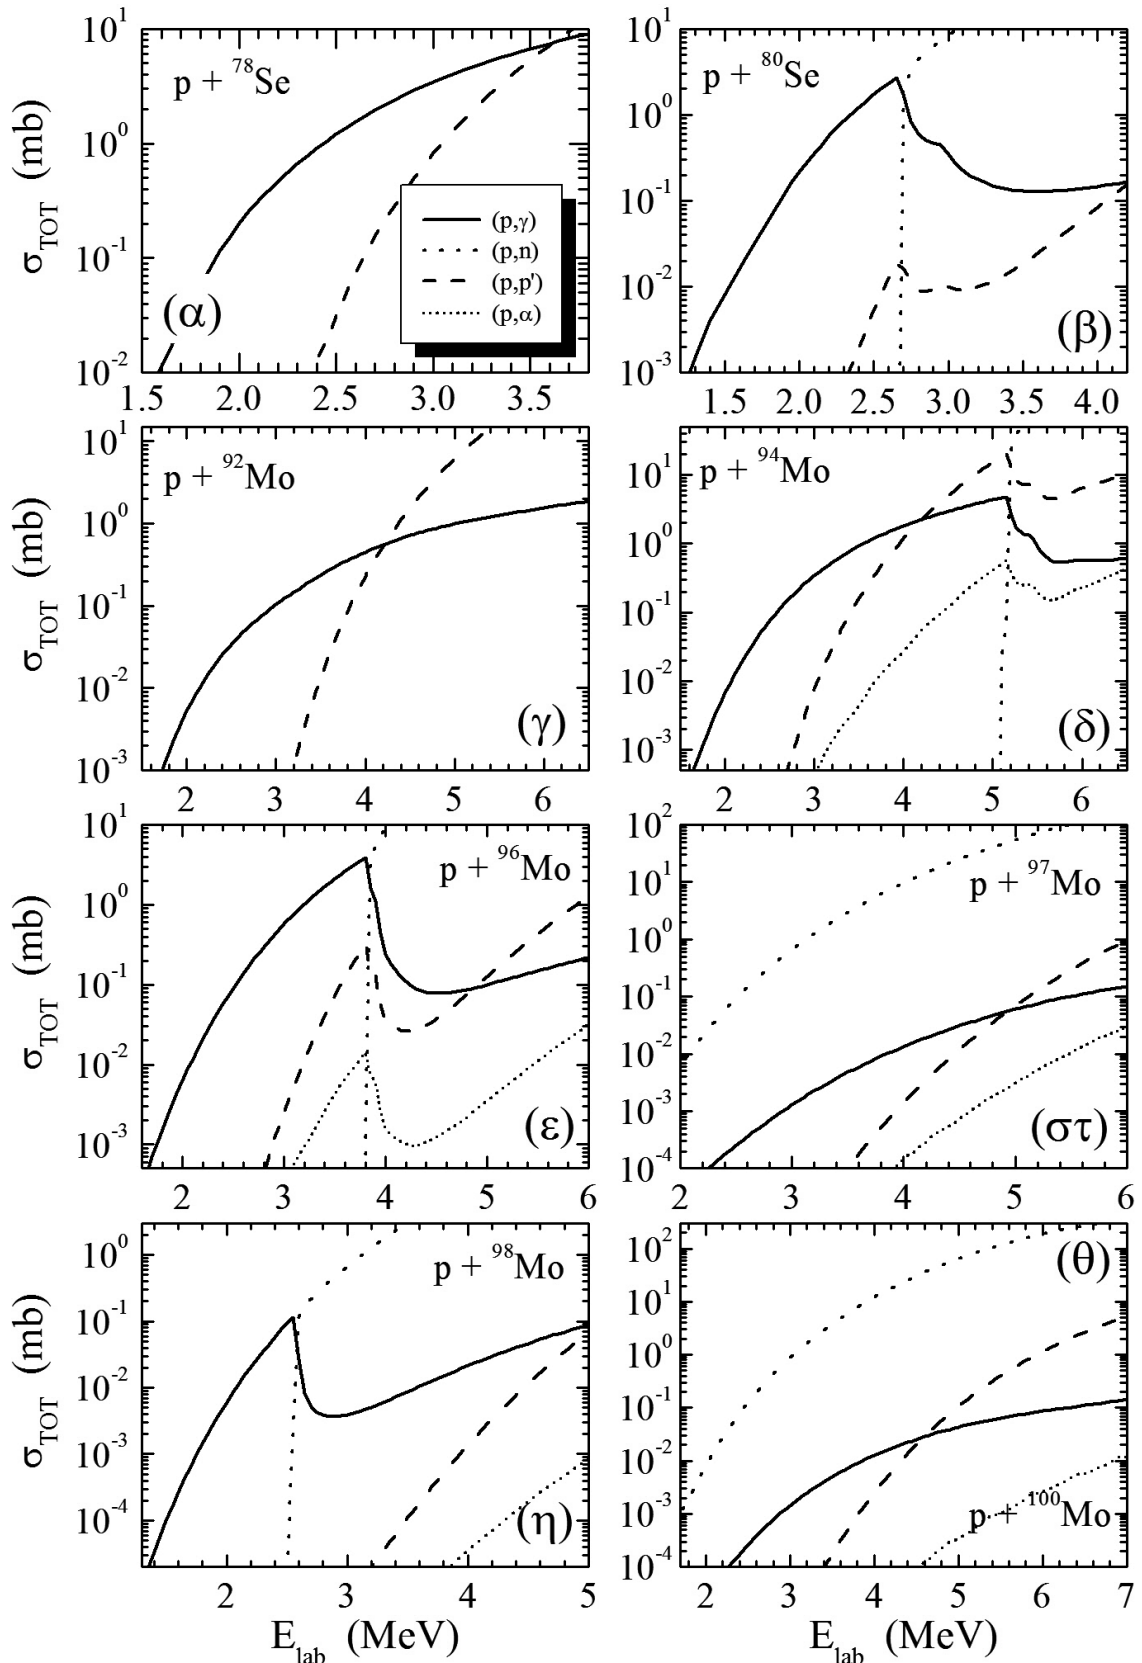 p + ⁷⁸Se
σ_TOT (mb)
10¹
10⁰
10⁻¹
10⁻²
(α)
(p,γ)
(p,n)
(p,p')
(p,α)
1.5 2.0 2.5 3.0 3.5
p + ⁸⁰Se
10¹
10⁰
10⁻¹
10⁻²
10⁻³
(β)
1.5 2.0 2.5 3.0 3.5 4.0
p + ⁹²Mo
σ_TOT (mb)
10¹
10⁰
10⁻¹
10⁻²
10⁻³
(γ)
2 3 4 5 6
p + ⁹⁴Mo
10¹
10⁰
10⁻¹
10⁻²
10⁻³
(δ)
2 3 4 5 6
p + ⁹⁶Mo
σ_TOT (mb)
10¹
10⁰
10⁻¹
10⁻²
10⁻³
(ε)
2 3 4 5 6
p + ⁹⁷Mo
10²
10¹
10⁰
10⁻¹
10⁻²
10⁻³
10⁻⁴
(στ)
2 3 4 5 6
p + ⁹⁸Mo
σ_TOT (mb)
10⁰
10⁻¹
10⁻²
10⁻³
10⁻⁴
(η)
2 3 4 5
E_lab (MeV)
(θ)
10²
10¹
10⁰
10⁻¹
10⁻²
10⁻³
10⁻⁴
p + ¹⁰⁰Mo
2 3 4 5 6 7
E_lab (MeV)